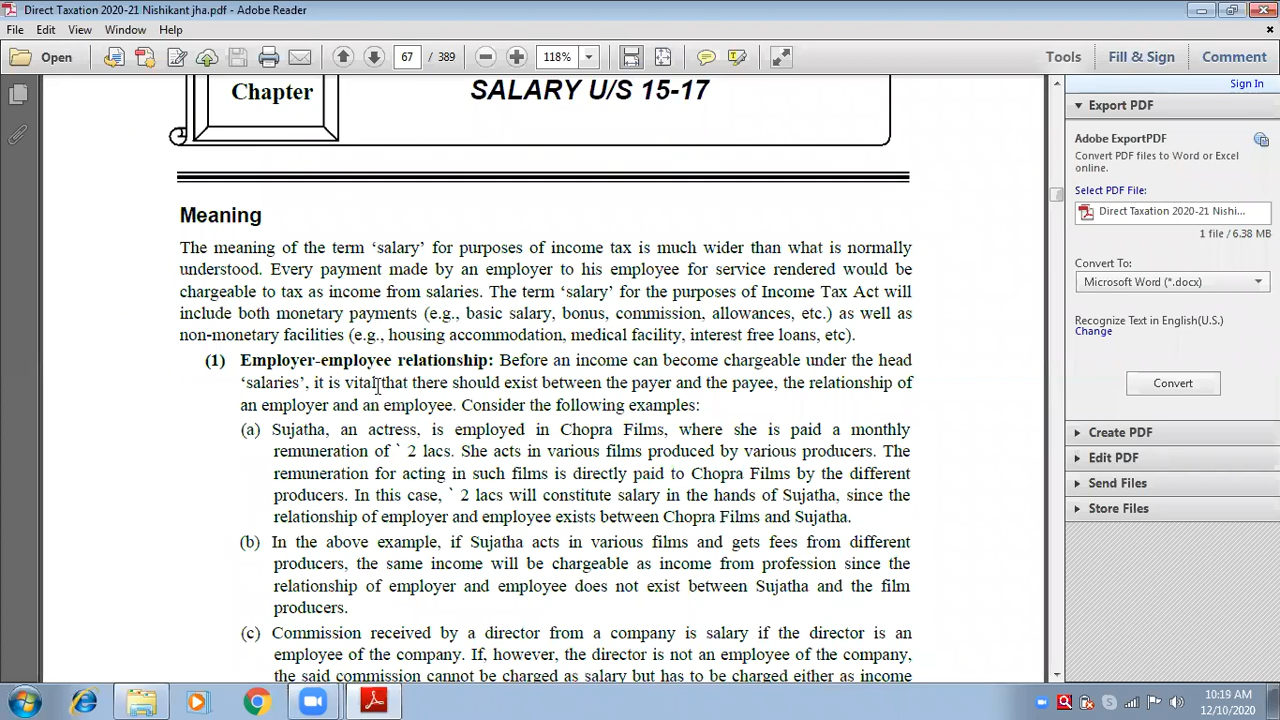 Direct Taxation 2020-21 Nishikant jha.pdf - Adobe Reader
File Edit View Window Help
Open 67 / 389 118% Tools Fill & Sign Comment
Sign In
Chapter
SALARY U/S 15-17
Meaning
The meaning of the term ‘salary’ for purposes of income tax is much wider than what is normally
understood. Every payment made by an employer to his employee for service rendered would be
chargeable to tax as income from salaries. The term ‘salary’ for the purposes of Income Tax Act will
include both monetary payments (e.g., basic salary, bonus, commission, allowances, etc.) as well as
non-monetary facilities (e.g., housing accommodation, medical facility, interest free loans, etc).
(1) Employer-employee relationship: Before an income can become chargeable under the head
‘salaries’, it is vital that there should exist between the payer and the payee, the relationship of
an employer and an employee. Consider the following examples:
(a) Sujatha, an actress, is employed in Chopra Films, where she is paid a monthly
remuneration of ` 2 lacs. She acts in various films produced by various producers. The
remuneration for acting in such films is directly paid to Chopra Films by the different
producers. In this case, ` 2 lacs will constitute salary in the hands of Sujatha, since the
relationship of employer and employee exists between Chopra Films and Sujatha.
(b) In the above example, if Sujatha acts in various films and gets fees from different
producers, the same income will be chargeable as income from profession since the
relationship of employer and employee does not exist between Sujatha and the film
producers.
(c) Commission received by a director from a company is salary if the director is an
employee of the company. If, however, the director is not an employee of the company,
the said commission cannot be charged as salary but has to be charged either as income
Export PDF
Adobe ExportPDF
Convert PDF files to Word or Excel
online.
Select PDF File:
Direct Taxation 2020-21 Nishi...
1 file / 6.38 MB
Convert To:
Microsoft Word (*.docx)
Recognize Text in English(U.S.)
Change
Convert
Create PDF
Edit PDF
Send Files
Store Files
10:19 AM
12/10/2020